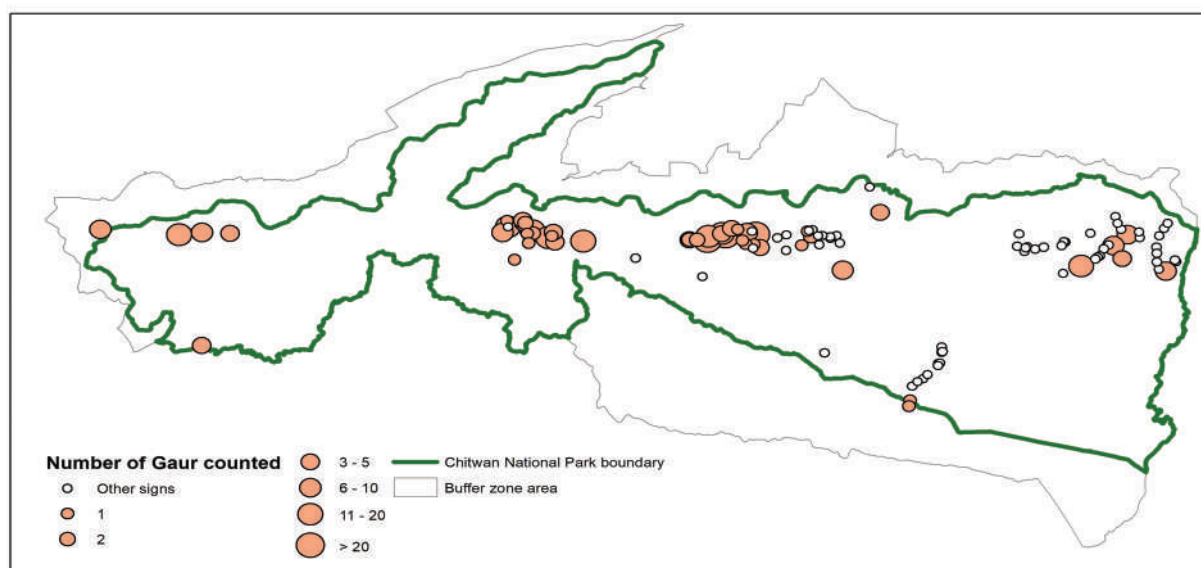 Number of Gaur counted
Other signs
1
2
3 - 5
6 - 10
11 - 20
> 20
Chitwan National Park boundary
Buffer zone area